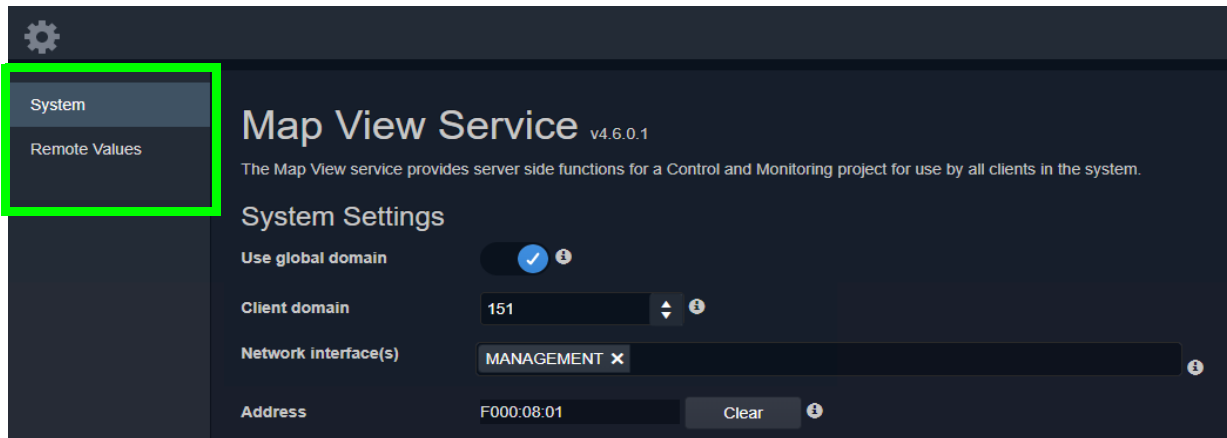 System
Remote Values
Map View Service v4.6.0.1
The Map View service provides server side functions for a Control and Monitoring project for use by all clients in the system.
System Settings
Use global domain
Client domain 151
Network interface(s) MANAGEMENT ✕
Address F000:08:01 Clear